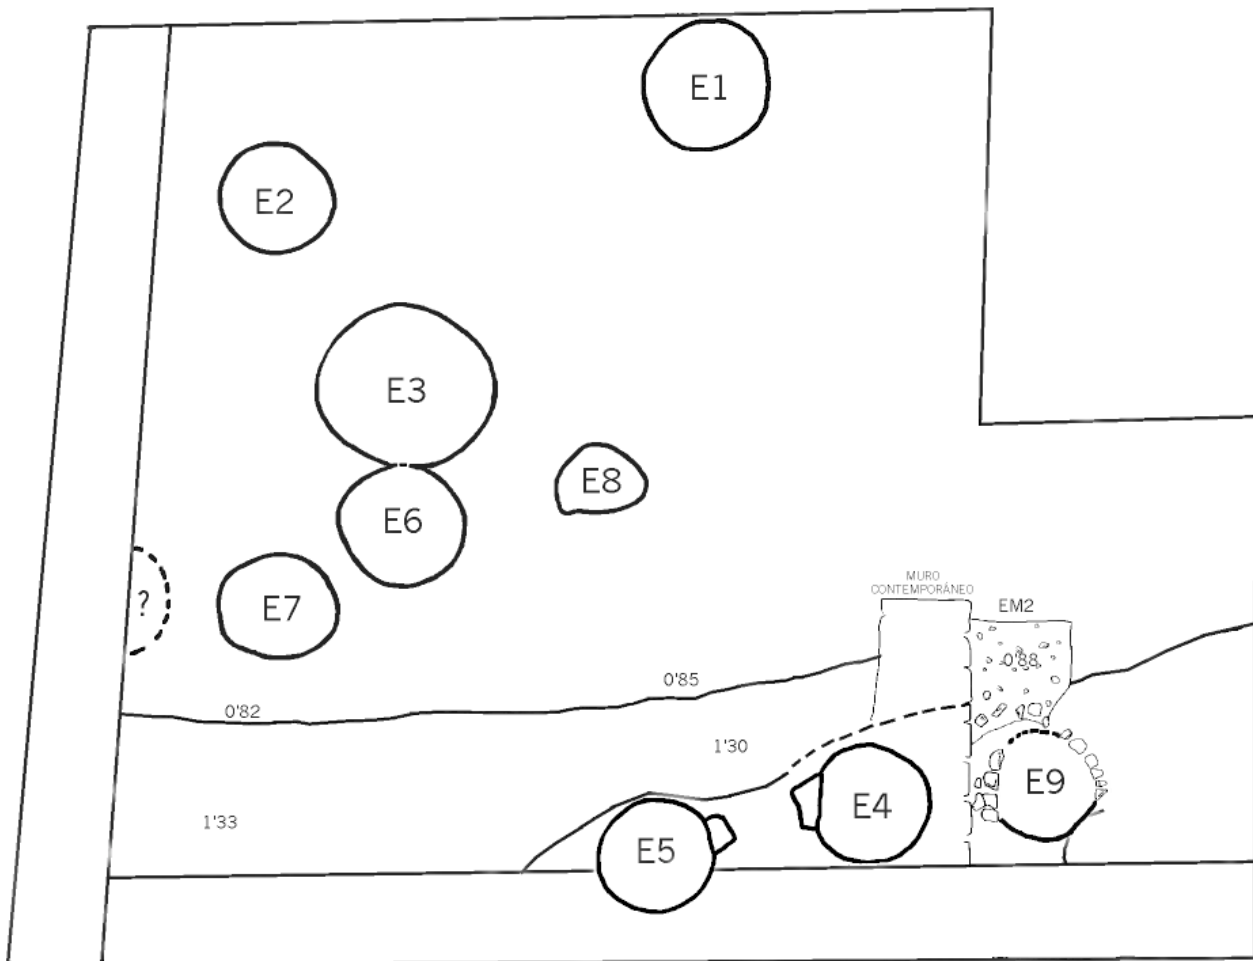 E1
E2
E3
E8
E6
MURO
CONTEMPORÁNEO
?
E7
EM2
0'88
0'85
0'82
1'30
E9
E4
1'33
E5